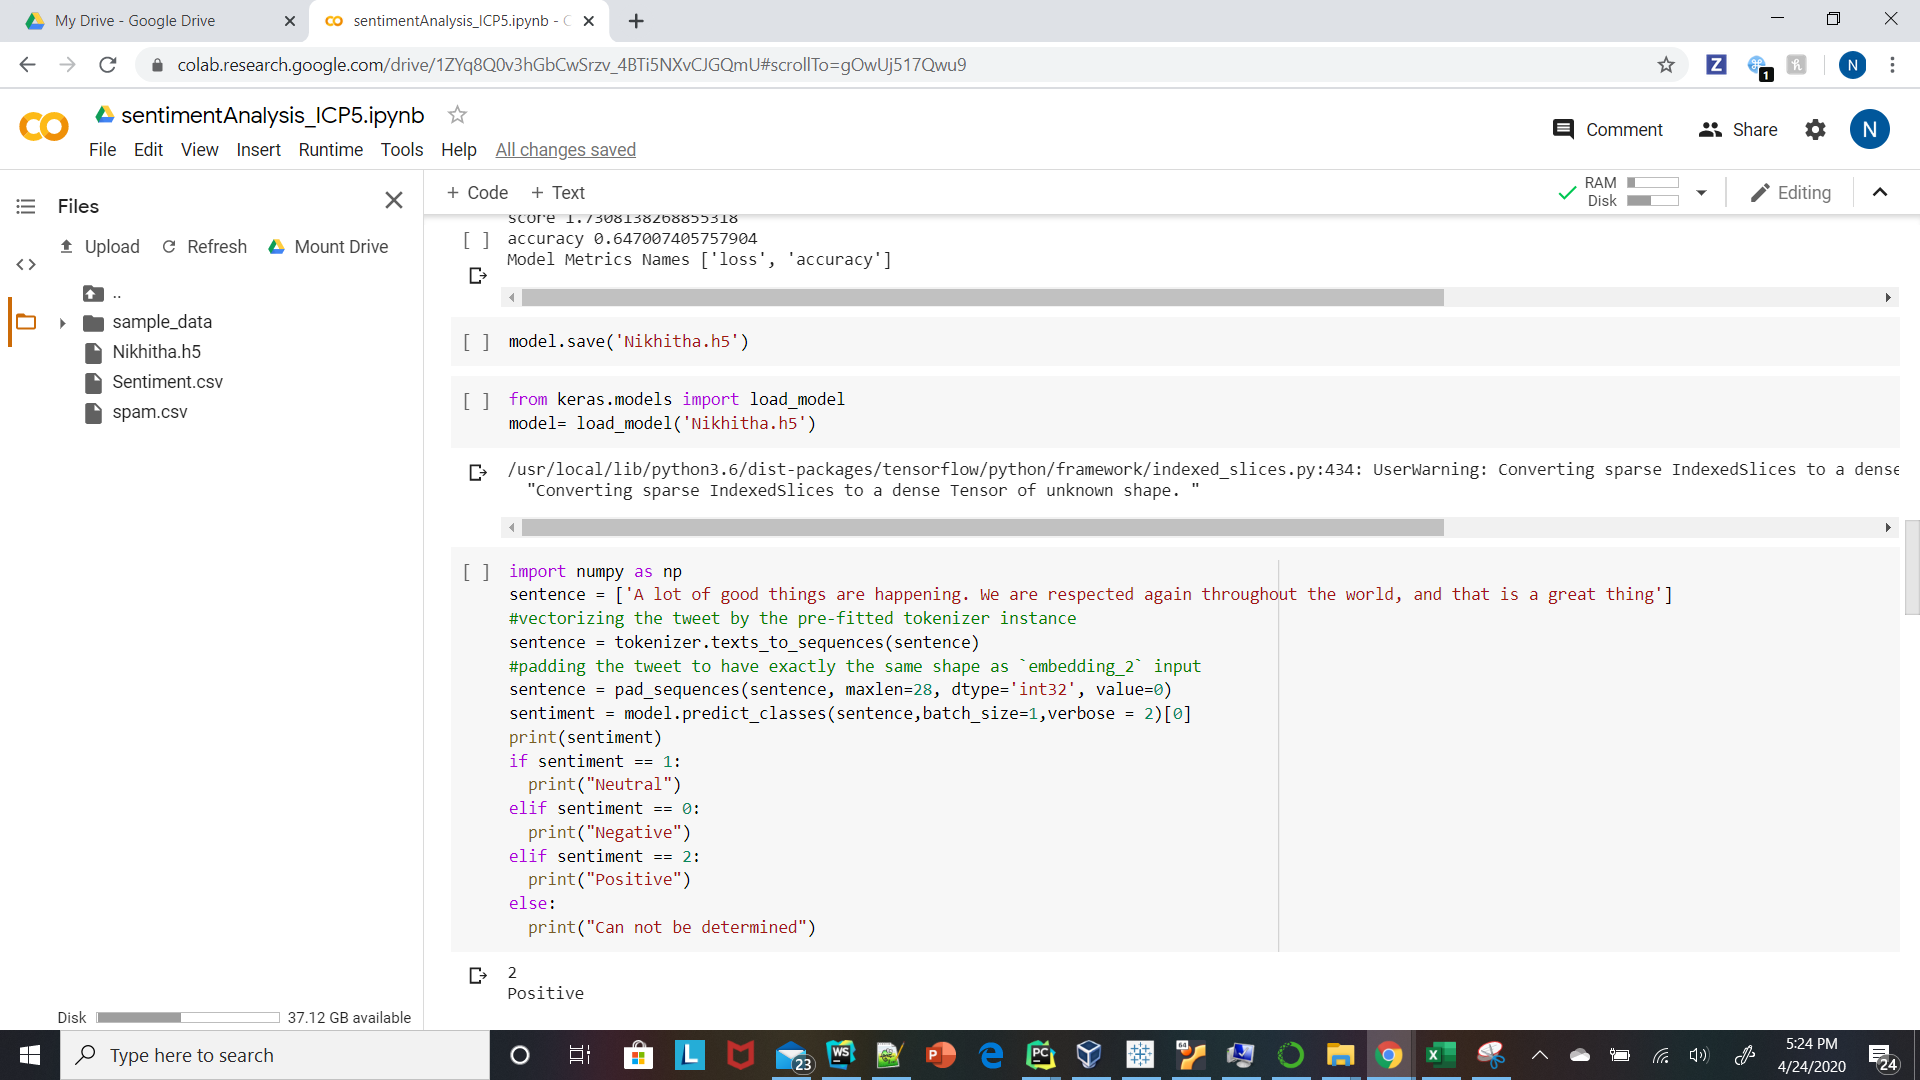 My Drive - Google Drive
sentimentAnalysis_ICP5.ipynb - C
colab.research.google.com/drive/1ZYq8Q0v3hGbCwSrzv_4BTi5NXvCJGQmU#scrollTo=gOwUj517Qwu9
Z
1
h
N
sentimentAnalysis_ICP5.ipynb
Comment
Share
N
File Edit View Insert Runtime Tools Help All changes saved
Files
+ Code + Text
RAM
Disk
Editing
Upload Refresh Mount Drive
..
sample_data
Nikhitha.h5
Sentiment.csv
spam.csv
score 1.7308138268855318
[ ] accuracy 0.647007405757904
Model Metrics Names ['loss', 'accuracy']
[ ] model.save('Nikhitha.h5')
[ ] from keras.models import load_model
model= load_model('Nikhitha.h5')
/usr/local/lib/python3.6/dist-packages/tensorflow/python/framework/indexed_slices.py:434: UserWarning: Converting sparse IndexedSlices to a dense
"Converting sparse IndexedSlices to a dense Tensor of unknown shape. "
[ ] import numpy as np
sentence = ['A lot of good things are happening. We are respected again throughout the world, and that is a great thing']
#vectorizing the tweet by the pre-fitted tokenizer instance
sentence = tokenizer.texts_to_sequences(sentence)
#padding the tweet to have exactly the same shape as `embedding_2` input
sentence = pad_sequences(sentence, maxlen=28, dtype='int32', value=0)
sentiment = model.predict_classes(sentence,batch_size=1,verbose = 2)[0]
print(sentiment)
if sentiment == 1:
print("Neutral")
elif sentiment == 0:
print("Negative")
elif sentiment == 2:
print("Positive")
else:
print("Can not be determined")
2
Positive
Disk 37.12 GB available
Type here to search
L
23
WS
P
PC
64
X
5:24 PM
4/24/2020
24